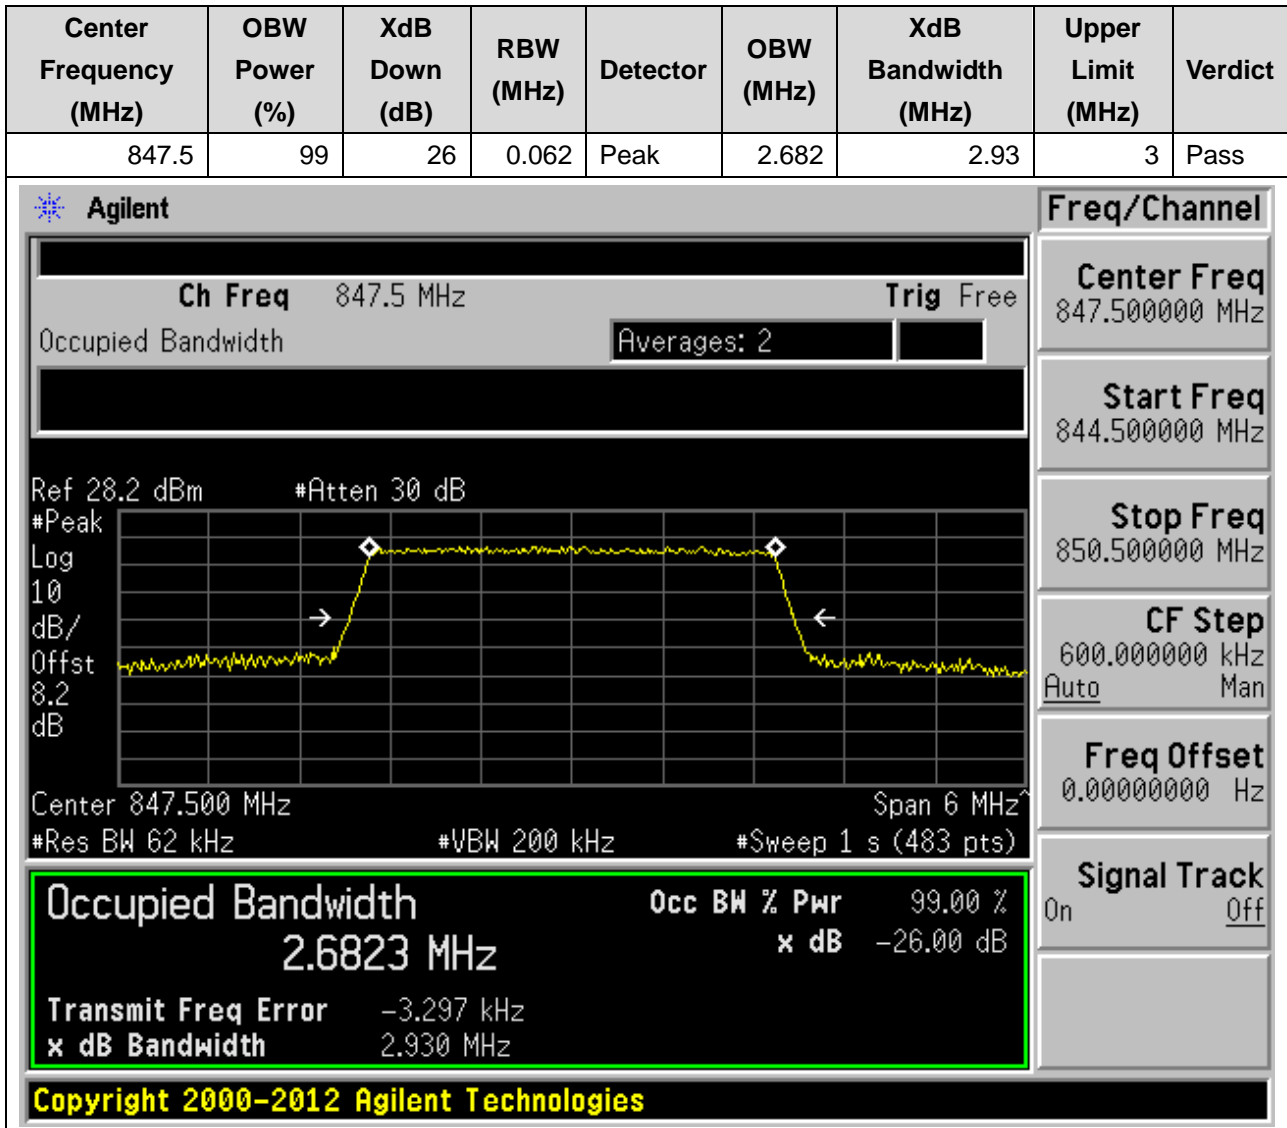 Center Frequency (MHz) OBW Power (%) XdB Down (dB) RBW (MHz) Detector OBW (MHz) XdB Bandwidth (MHz) Upper Limit (MHz) Verdict
847.5 99 26 0.062 Peak 2.682 2.93 3 Pass
Agilent
Freq/Channel
Ch Freq 847.5 MHz Trig Free
Occupied Bandwidth Averages: 2
Center Freq
847.500000 MHz
Start Freq
844.500000 MHz
Stop Freq
850.500000 MHz
CF Step
600.000000 kHz
Auto Man
Freq Offset
0.00000000 Hz
Signal Track
On Off
Ref 28.2 dBm #Atten 30 dB
#Peak
Log
10
dB/
Offst
8.2
dB
Center 847.500 MHz Span 6 MHz^
#Res BW 62 kHz #VBW 200 kHz #Sweep 1 s (483 pts)
Occupied Bandwidth Occ BW % Pwr 99.00 %
2.6823 MHz x dB -26.00 dB
Transmit Freq Error -3.297 kHz
x dB Bandwidth 2.930 MHz
Copyright 2000-2012 Agilent Technologies